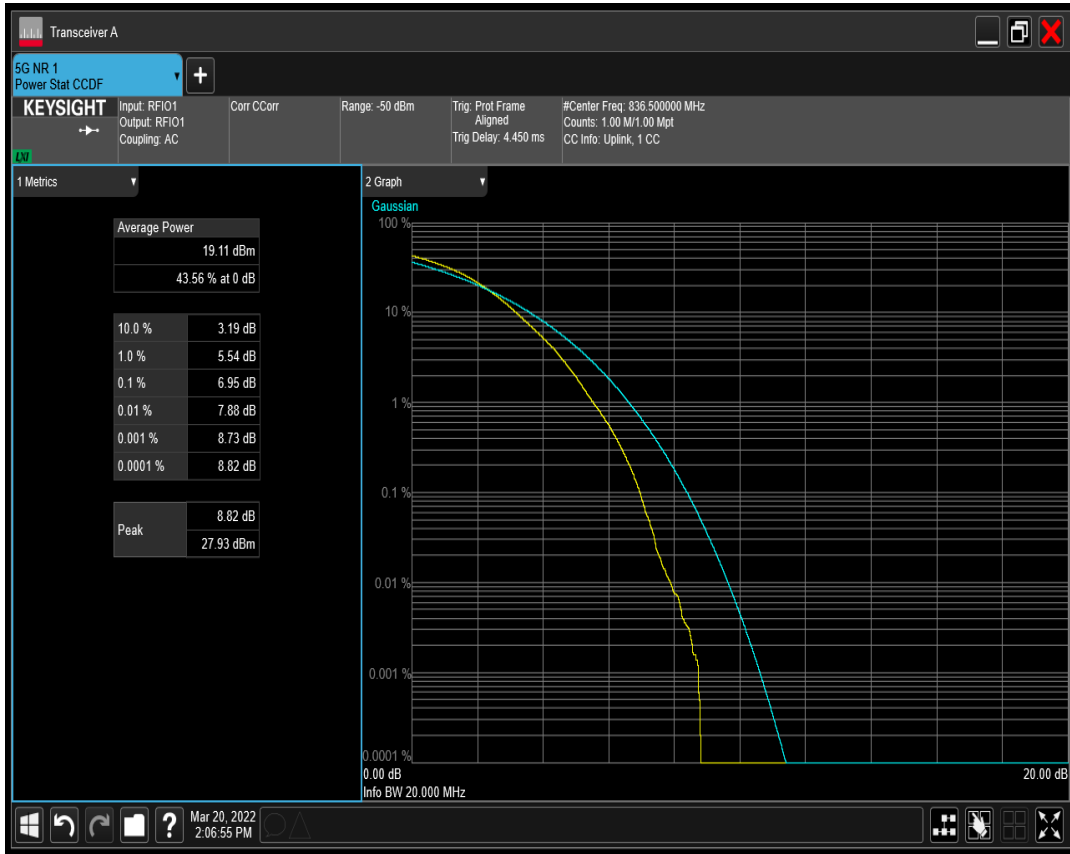 Transceiver A
5G NR 1
Power Stat CCDF
+
KEYSIGHT
LXI
Input: RFIO1
Output: RFIO1
Coupling: AC
Corr CCorr
Range: -50 dBm
Trig: Prot Frame
Aligned
Trig Delay: 4.450 ms
#Center Freq: 836.500000 MHz
Counts: 1.00 M/1.00 Mpt
CC Info: Uplink, 1 CC
1 Metrics
Average Power
19.11 dBm
43.56 % at 0 dB
10.0 % 3.19 dB
1.0 % 5.54 dB
0.1 % 6.95 dB
0.01 % 7.88 dB
0.001 % 8.73 dB
0.0001 % 8.82 dB
Peak
8.82 dB
27.93 dBm
2 Graph
Gaussian
100 %
10 %
1 %
0.1 %
0.01 %
0.001 %
0.0001 %
0.00 dB 20.00 dB
Info BW 20.000 MHz
?
Mar 20, 2022
2:06:55 PM